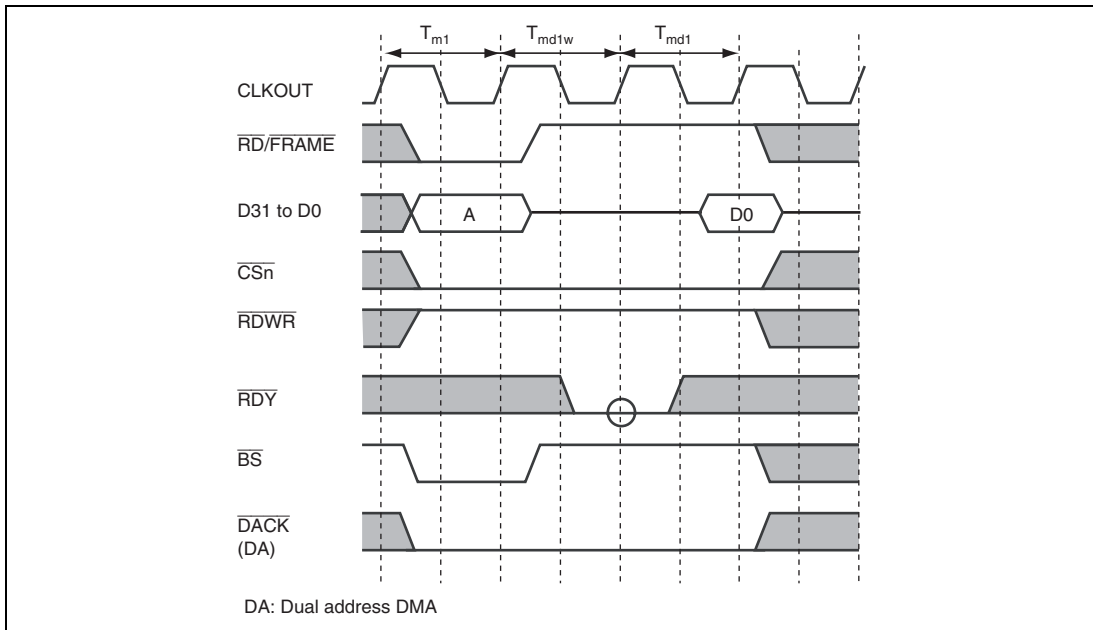 Tm1 Tmd1w Tmd1
CLKOUT
RD/FRAME
D31 to D0 A D0
CSn
RDWR
RDY
BS
DACK
(DA)
DA: Dual address DMA